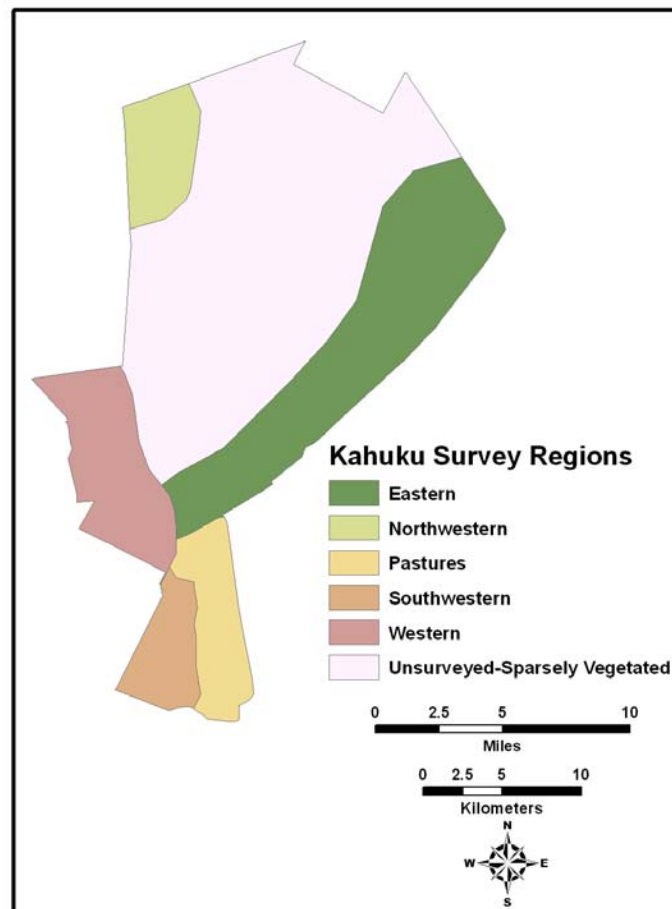 Kahuku Survey Regions
Eastern
Northwestern
Pastures
Southwestern
Western
Unsurveyed-Sparsely Vegetated
0 2.5 5 10
Miles
0 2.5 5 10
Kilometers
N
W E
S